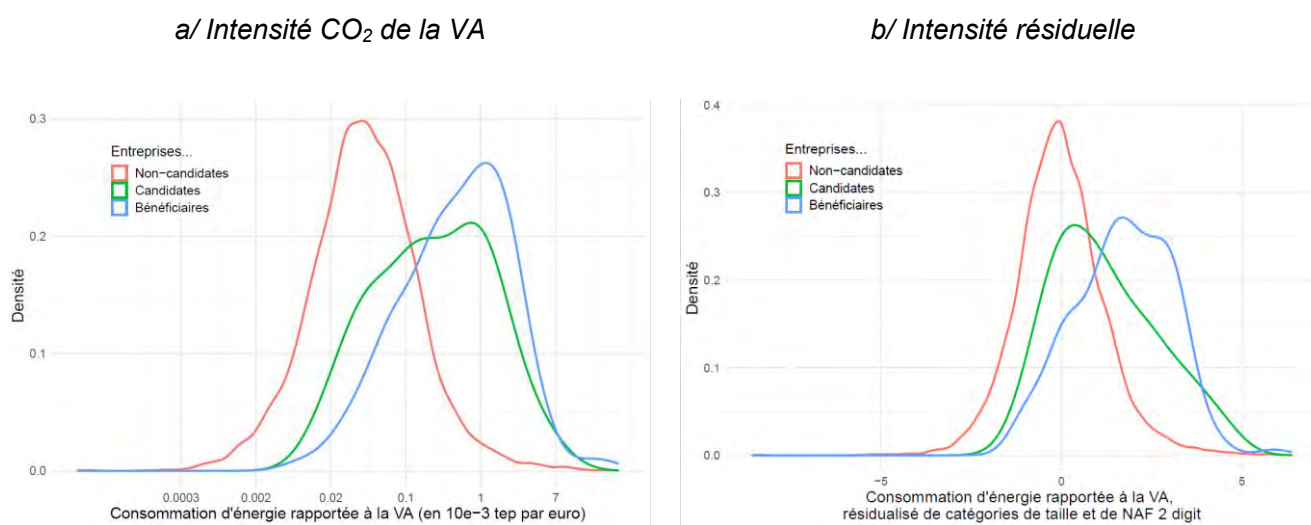 a/ Intensité CO₂ de la VA
b/ Intensité résiduelle
0.3
0.2
0.1
0.0
Densité
Entreprises...
Non-candidates
Candidates
Bénéficiaires
0.0003 0.002 0.02 0.1 1 7
Consommation d'énergie rapportée à la VA (en 10e−3 tep par euro)
0.4
0.3
0.2
0.1
0.0
Densité
Entreprises...
Non-candidates
Candidates
Bénéficiaires
−5 0 5
Consommation d'énergie rapportée à la VA,
résidualisé de catégories de taille et de NAF 2 digit